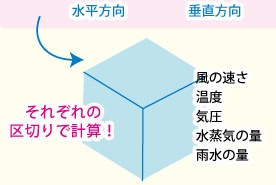 水平方向
垂直方向
それぞれの
区切りで計算！
風の速さ
温度
気圧
水蒸気の量
雨水の量